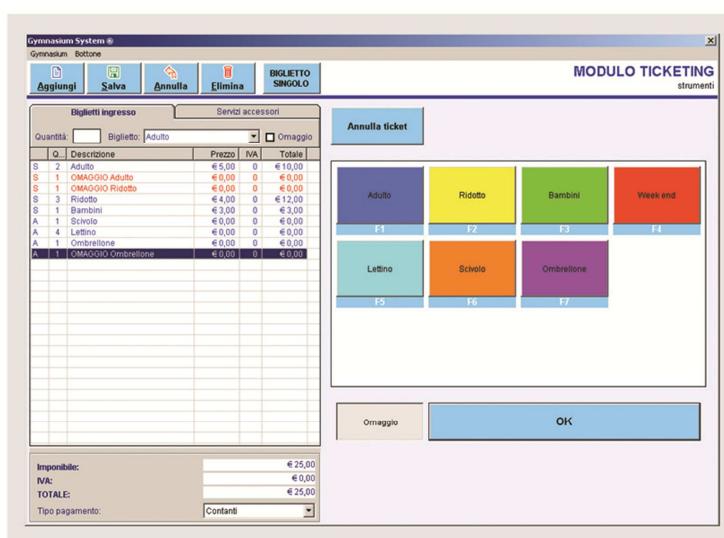 Gymnasium System ®
Gymnasium Bottone
Aggiungi Salva Annulla Elimina BIGLIETTO SINGOLO
MODULO TICKETING
strumenti
Biglietti ingresso Servizi accessori
Quantità: Biglietto: Adulto Omaggio
Q... Descrizione Prezzo IVA Totale
S 2 Adulto € 5,00 0 € 10,00
S 1 OMAGGIO Adulto € 0,00 0 € 0,00
S 1 OMAGGIO Ridotto € 0,00 0 € 0,00
S 3 Ridotto € 4,00 0 € 12,00
S 1 Bambini € 3,00 0 € 3,00
A 1 Scivolo € 0,00 0 € 0,00
A 4 Lettino € 0,00 0 € 0,00
A 1 Ombrellone € 0,00 0 € 0,00
A 1 OMAGGIO Ombrellone € 0,00 0 € 0,00
Imponibile: € 25,00
IVA: € 0,00
TOTALE: € 25,00
Tipo pagamento: Contanti
Annulla ticket
Adulto Ridotto Bambini Week end
F1 F2 F3 F4
Lettino Scivolo Ombrellone
F5 F6 F7
Omaggio OK